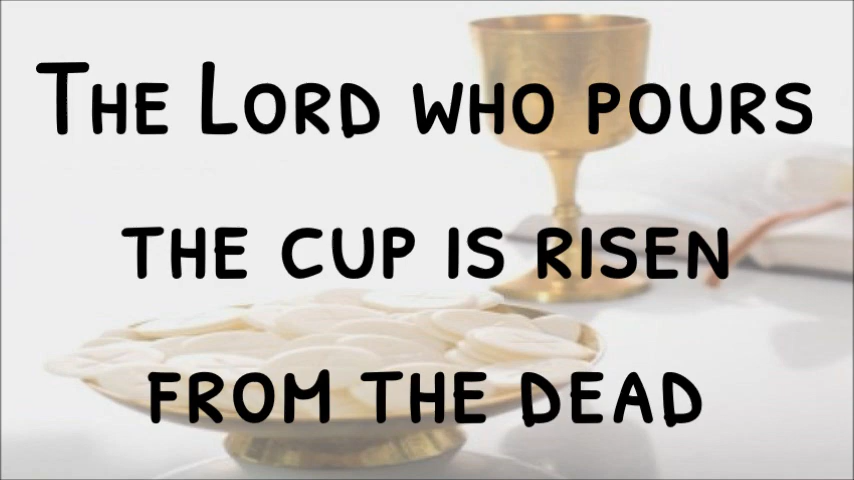 The Lord who pours
the cup is risen
from the dead